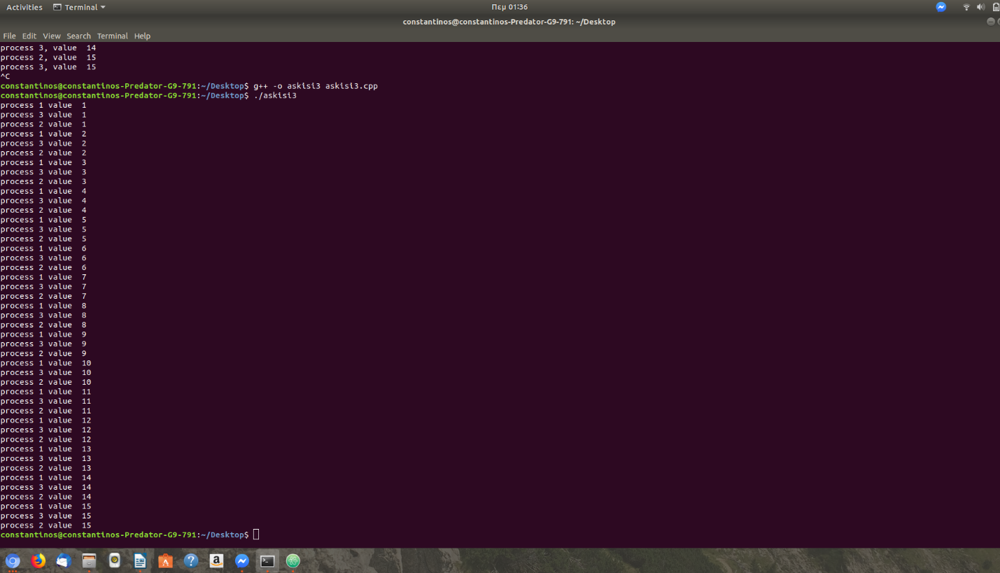 Activities Terminal Πεμ 01:36
constantinos@constantinos-Predator-G9-791: ~/Desktop
File Edit View Search Terminal Help
process 3, value  14
process 2, value  15
process 3, value  15
^C
constantinos@constantinos-Predator-G9-791:~/Desktop$ g++ -o askisi3 askisi3.cpp
constantinos@constantinos-Predator-G9-791:~/Desktop$ ./askisi3
process 1 value  1
process 3 value  1
process 2 value  1
process 1 value  2
process 3 value  2
process 2 value  2
process 1 value  3
process 3 value  3
process 2 value  3
process 1 value  4
process 3 value  4
process 2 value  4
process 1 value  5
process 3 value  5
process 2 value  5
process 1 value  6
process 3 value  6
process 2 value  6
process 1 value  7
process 3 value  7
process 2 value  7
process 1 value  8
process 3 value  8
process 2 value  8
process 1 value  9
process 3 value  9
process 2 value  9
process 1 value  10
process 3 value  10
process 2 value  10
process 1 value  11
process 3 value  11
process 2 value  11
process 1 value  12
process 3 value  12
process 2 value  12
process 1 value  13
process 3 value  13
process 2 value  13
process 1 value  14
process 3 value  14
process 2 value  14
process 1 value  15
process 3 value  15
process 2 value  15
constantinos@constantinos-Predator-G9-791:~/Desktop$